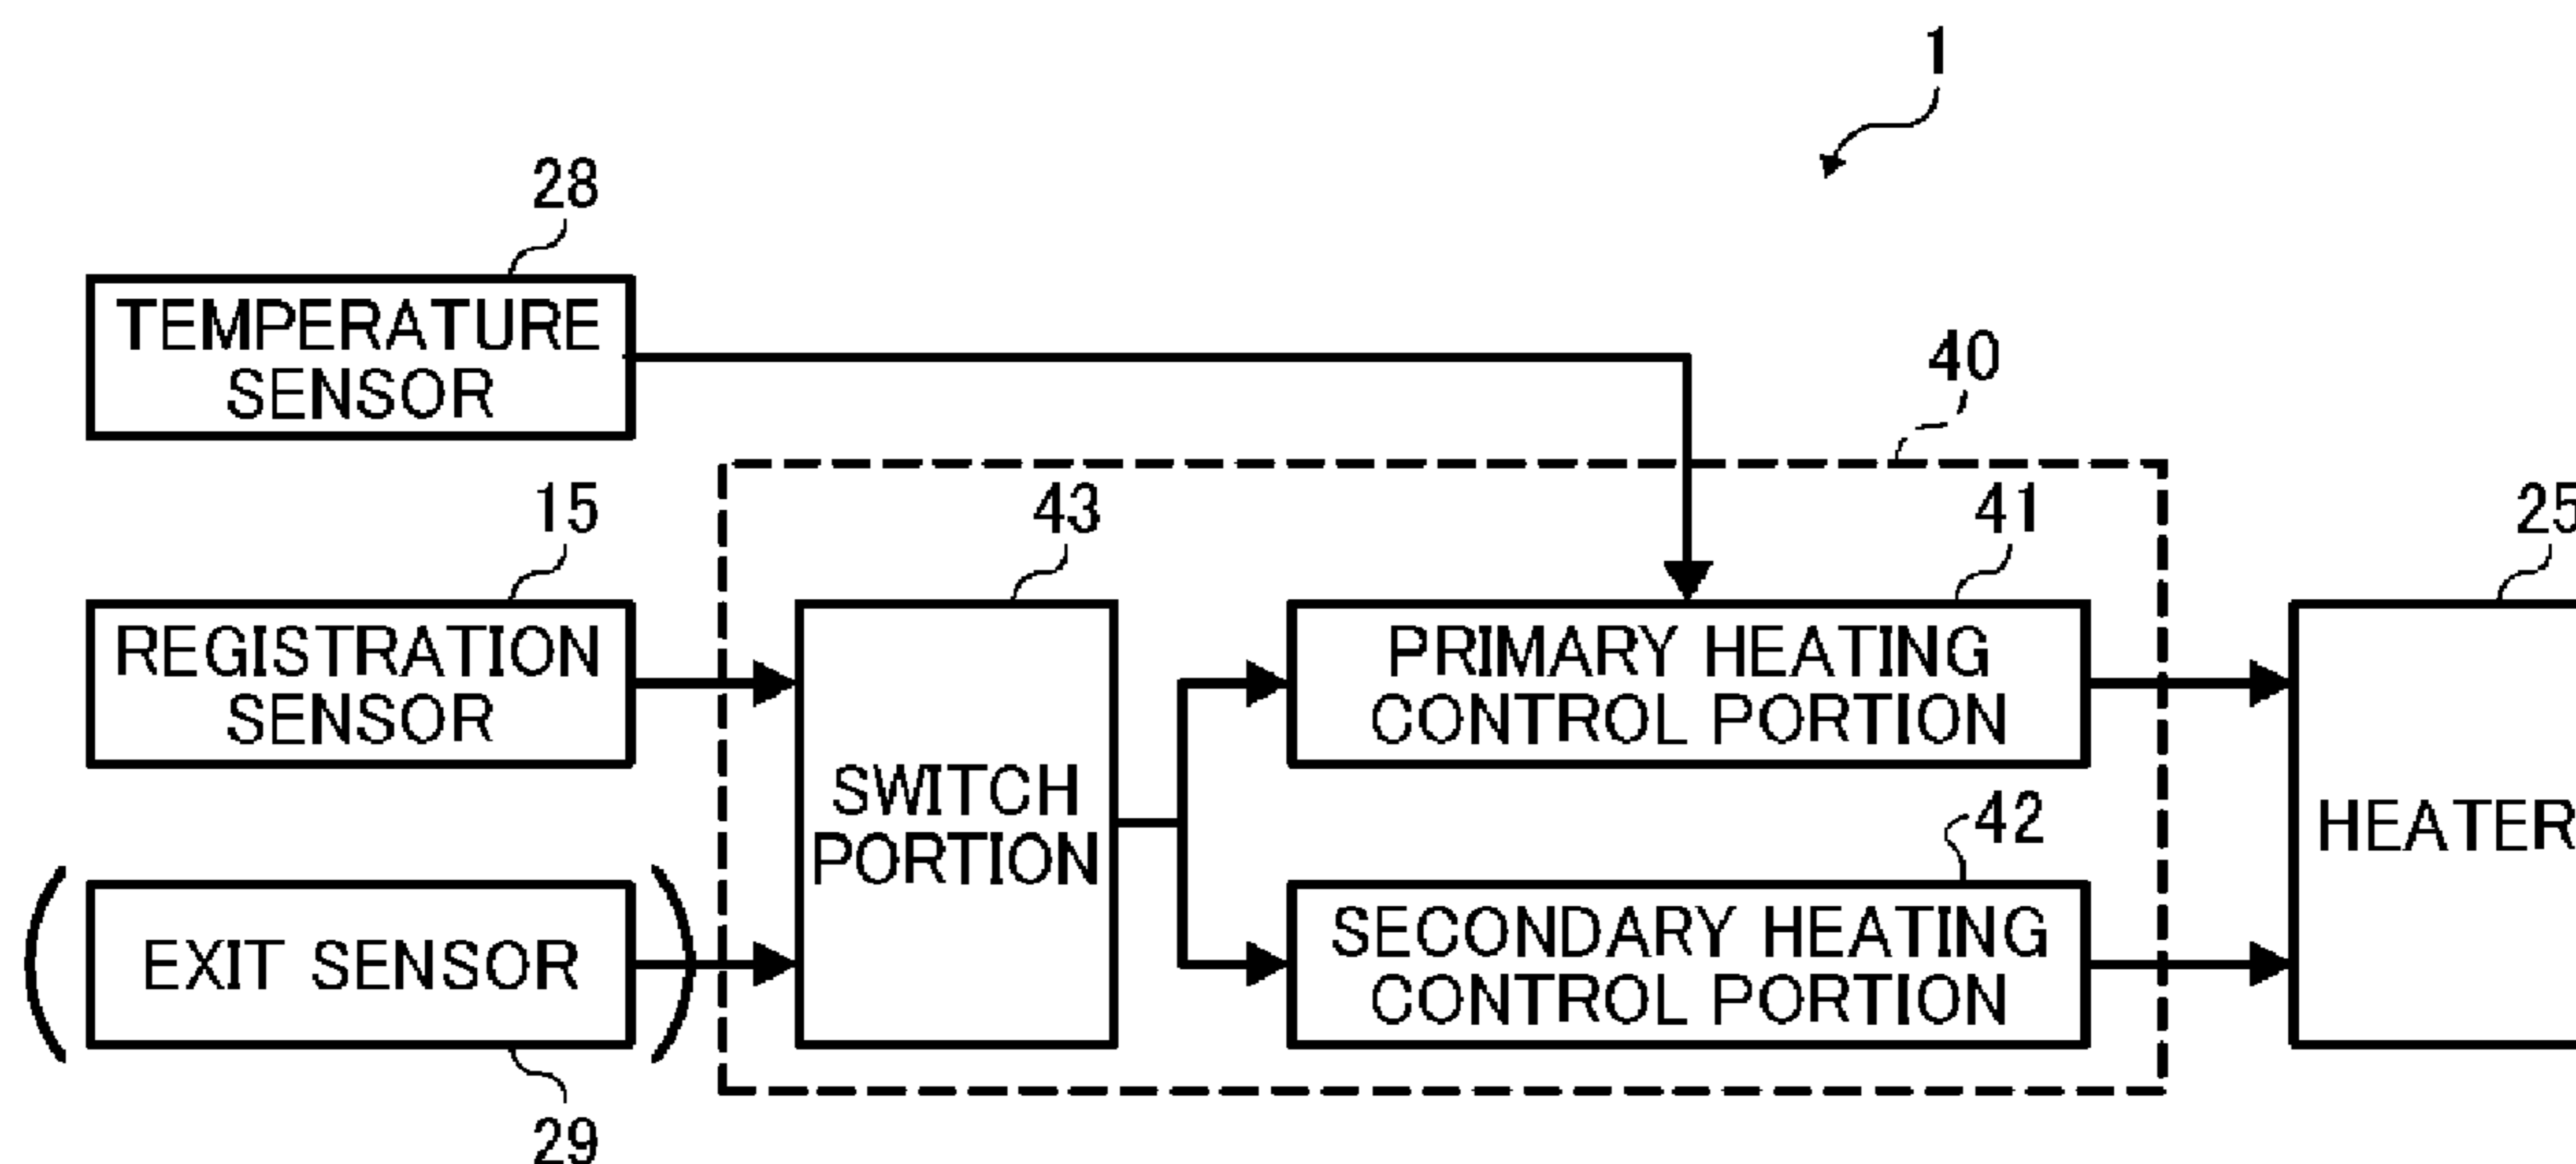 1
28
TEMPERATURE
SENSOR
40
15
REGISTRATION
SENSOR
43
SWITCH
PORTION
41
PRIMARY HEATING
CONTROL PORTION
42
SECONDARY HEATING
CONTROL PORTION
25
HEATER
EXIT SENSOR
29